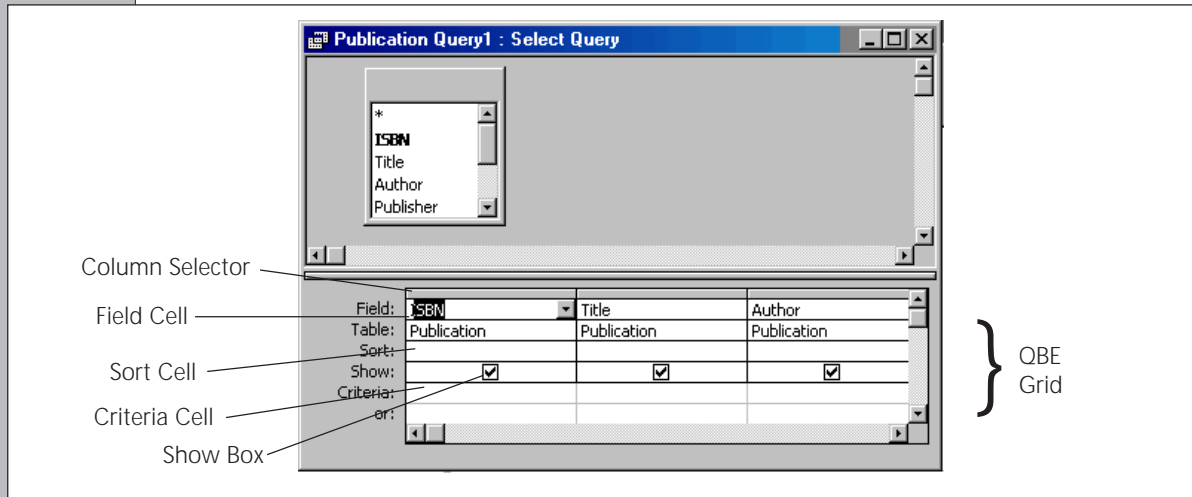 Publication Query1 : Select Query
*
ISBN
Title
Author
Publisher
Column Selector
Field Cell
Sort Cell
Criteria Cell
Show Box
Field: ISBN Title Author
Table: Publication Publication Publication
Sort:
Show:
Criteria:
or:
QBE
Grid